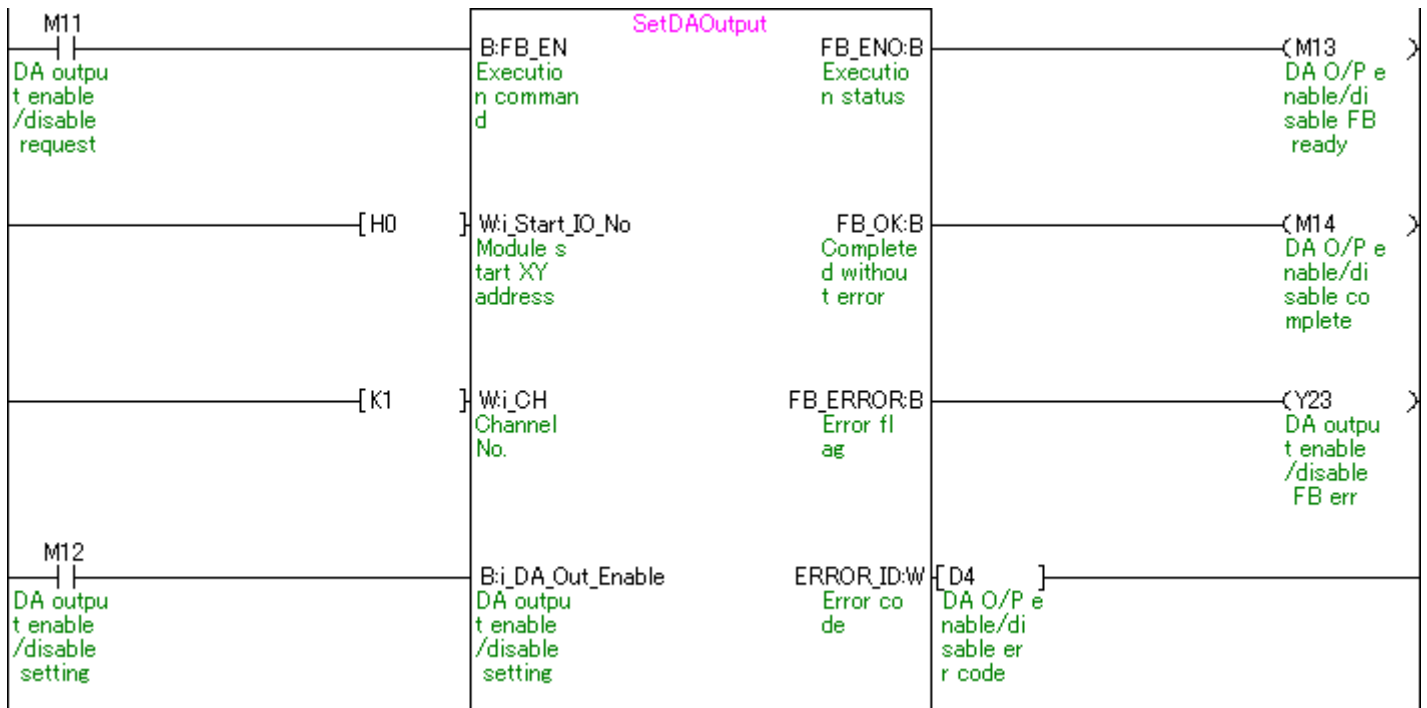 SetDAOutput
M11
B:FB_EN
FB_ENO:B
(M13 )
DA outpu
t enable
/disable
request
Executio
n comman
d
Executio
n status
DA O/P e
nable/di
sable FB
ready
[H0 ]
W:i_Start_IO_No
FB_OK:B
(M14 )
Module s
tart XY
address
Complete
d withou
t error
DA O/P e
nable/di
sable co
mplete
[K1 ]
W:i_CH
FB_ERROR:B
(Y23 )
Channel
No.
Error fl
ag
DA outpu
t enable
/disable
FB err
M12
B:i_DA_Out_Enable
ERROR_ID:W
[D4 ]
DA outpu
t enable
/disable
setting
DA outpu
t enable
/disable
setting
Error co
de
DA O/P e
nable/di
sable er
r code